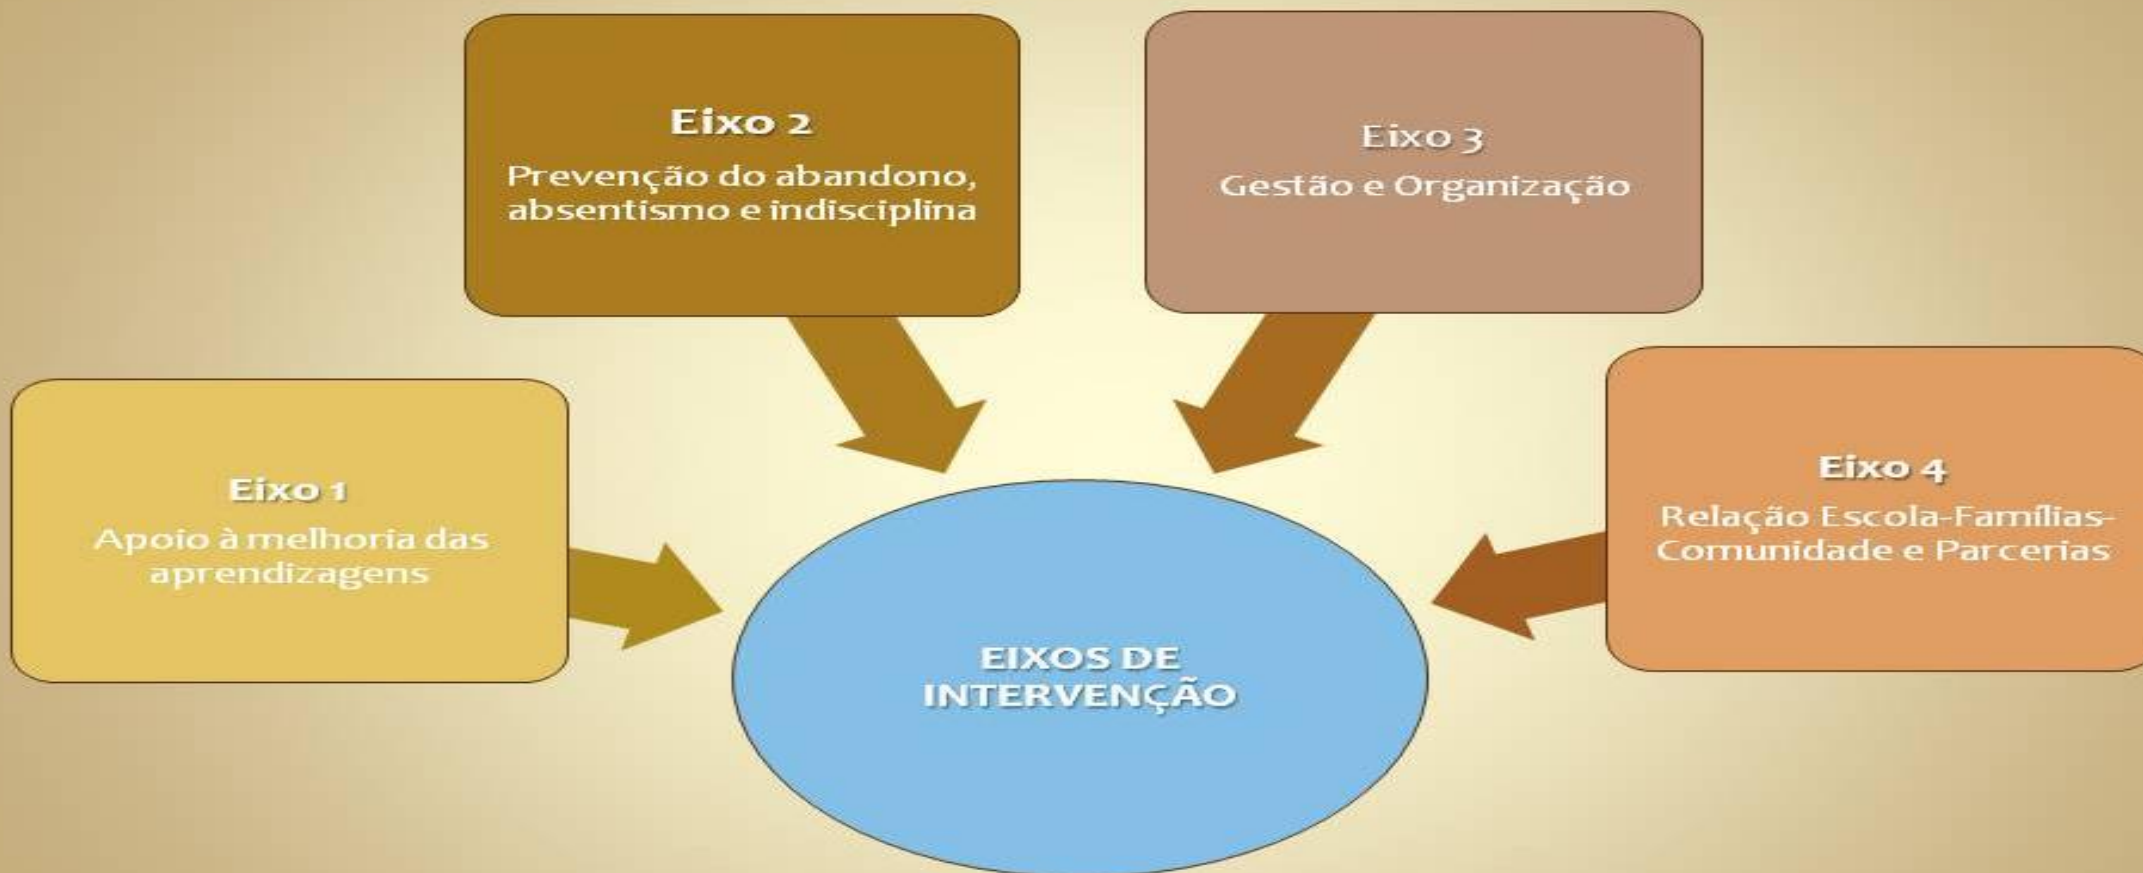 Eixo 1
Apoio à melhoria das
aprendizagens
Eixo 2
Prevenção do abandono,
absentismo e indisciplina
Eixo 3
Gestão e Organização
Eixo 4
Relação Escola-Famílias-
Comunidade e Parcerias
EIXOS DE
INTERVENÇÃO